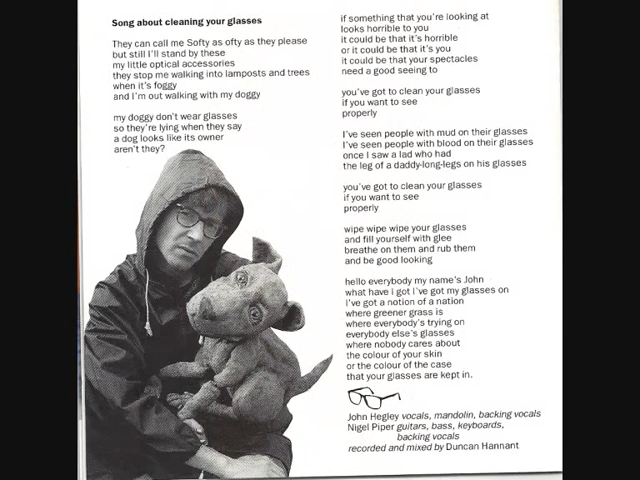 Song about cleaning your glasses
They can call me Softy as ofty as they please
but still I'll stand by these
my little optical accessories
they stop me walking into lamposts and trees
when it's foggy
and I'm out walking with my doggy
my doggy don't wear glasses
so they're lying when they say
a dog looks like its owner
aren't they?
if something that you're looking at
looks horrible to you
it could be that it's horrible
or it could be that it's you
it could be that your spectacles
need a good seeing to
you've got to clean your glasses
if you want to see
properly
I've seen people with mud on their glasses
I've seen people with blood on their glasses
once I saw a lad who had
the leg of a daddy-long-legs on his glasses
you've got to clean your glasses
if you want to see
properly
wipe wipe wipe your glasses
and fill yourself with glee
breathe on them and rub them
and be good looking
hello everybody my name's John
what have i got I've got my glasses on
I've got a notion of a nation
where greener grass is
where everybody's trying on
everybody else's glasses
where nobody cares about
the colour of your skin
or the colour of the case
that your glasses are kept in.
John Hegley vocals, mandolin, backing vocals
Nigel Piper guitars, bass, keyboards,
backing vocals
recorded and mixed by Duncan Hannant